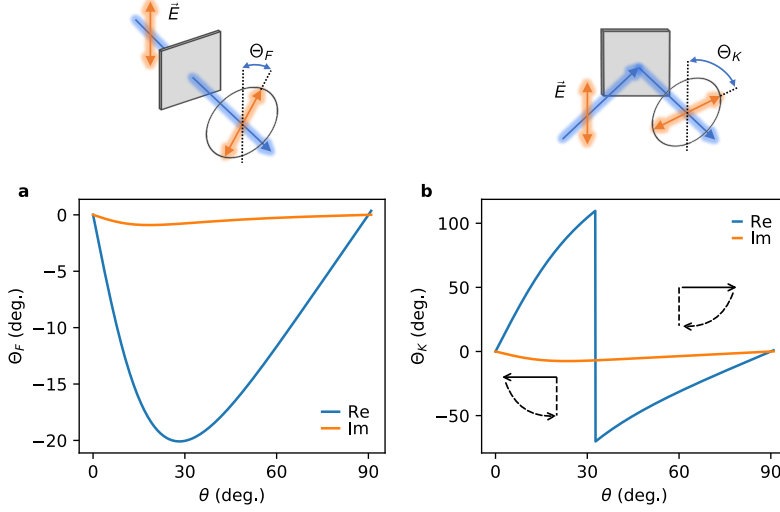 E⃗
Θ_F
E⃗
Θ_K
a
0
−5
−10
−15
−20
Θ_F (deg.)
Re
Im
0
30
60
90
θ (deg.)
b
100
50
0
−50
Θ_K (deg.)
Re
Im
0
30
60
90
θ (deg.)